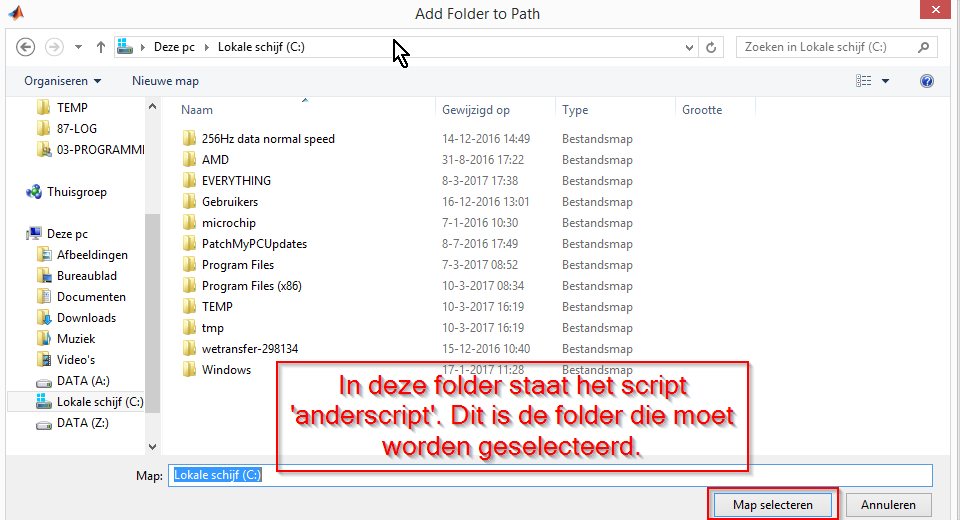 Add Folder to Path
Deze pc Lokale schijf (C:)
Zoeken in Lokale schijf (C:)
Organiseren Nieuwe map
Naam Gewijzigd op Type Grootte
TEMP
87-LOG
03-PROGRAMMI
Thuisgroep
Deze pc
Afbeeldingen
Bureaublad
Documenten
Downloads
Muziek
Video's
DATA (A:)
Lokale schijf (C:)
DATA (Z:)
256Hz data normal speed 14-12-2016 14:49 Bestandsmap
AMD 31-8-2016 17:22 Bestandsmap
EVERYTHING 8-3-2017 17:38 Bestandsmap
Gebruikers 16-12-2016 13:01 Bestandsmap
microchip 7-1-2016 10:30 Bestandsmap
PatchMyPCUpdates 8-7-2016 17:49 Bestandsmap
Program Files 7-3-2017 08:52 Bestandsmap
Program Files (x86) 10-3-2017 08:34 Bestandsmap
TEMP 10-3-2017 16:19 Bestandsmap
tmp 10-3-2017 16:19 Bestandsmap
wetransfer-298134 15-12-2016 10:40 Bestandsmap
Windows 17-1-2017 11:28 Bestandsmap
In deze folder staat het script
'anderscript'. Dit is de folder die moet
worden geselecteerd.
Map: Lokale schijf (C:)
Map selecteren Annuleren